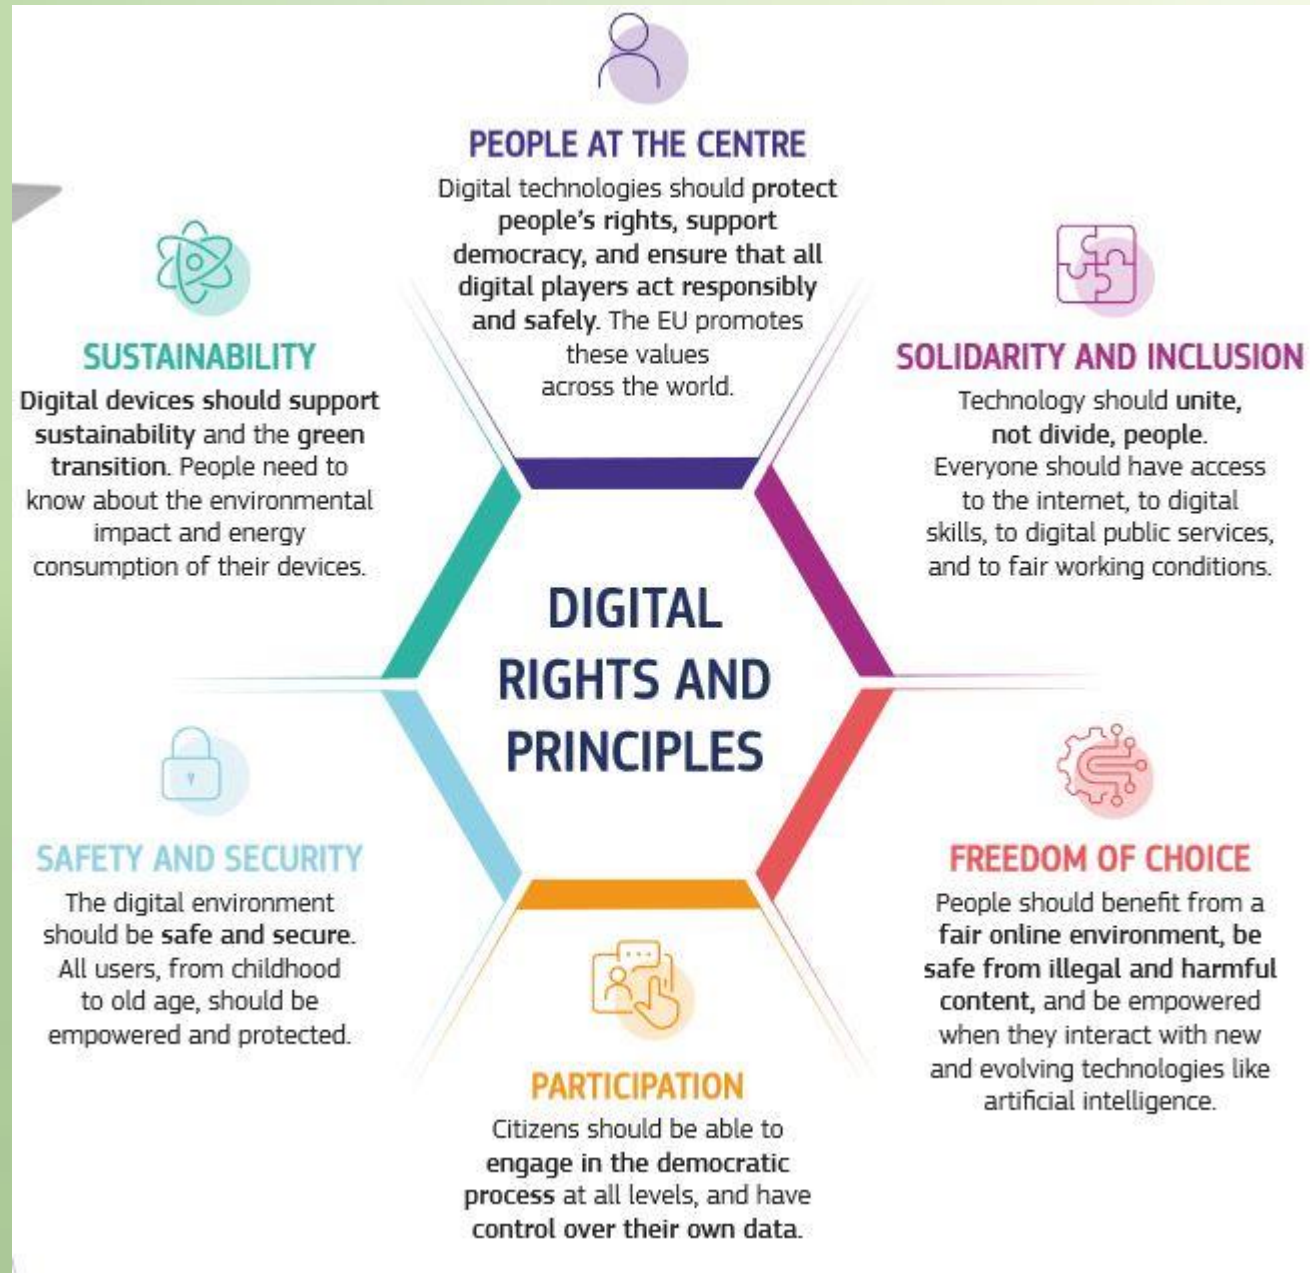 PEOPLE AT THE CENTRE
Digital technologies should protect
people's rights, support
democracy, and ensure that all
digital players act responsibly
and safely. The EU promotes
these values
across the world.
SUSTAINABILITY
Digital devices should support
sustainability and the green
transition. People need to
know about the environmental
impact and energy
consumption of their devices.
SOLIDARITY AND INCLUSION
Technology should unite,
not divide, people.
Everyone should have access
to the internet, to digital
skills, to digital public services,
and to fair working conditions.
DIGITAL
RIGHTS AND
PRINCIPLES
SAFETY AND SECURITY
The digital environment
should be safe and secure.
All users, from childhood
to old age, should be
empowered and protected.
FREEDOM OF CHOICE
People should benefit from a
fair online environment, be
safe from illegal and harmful
content, and be empowered
when they interact with new
and evolving technologies like
artificial intelligence.
PARTICIPATION
Citizens should be able to
engage in the democratic
process at all levels, and have
control over their own data.